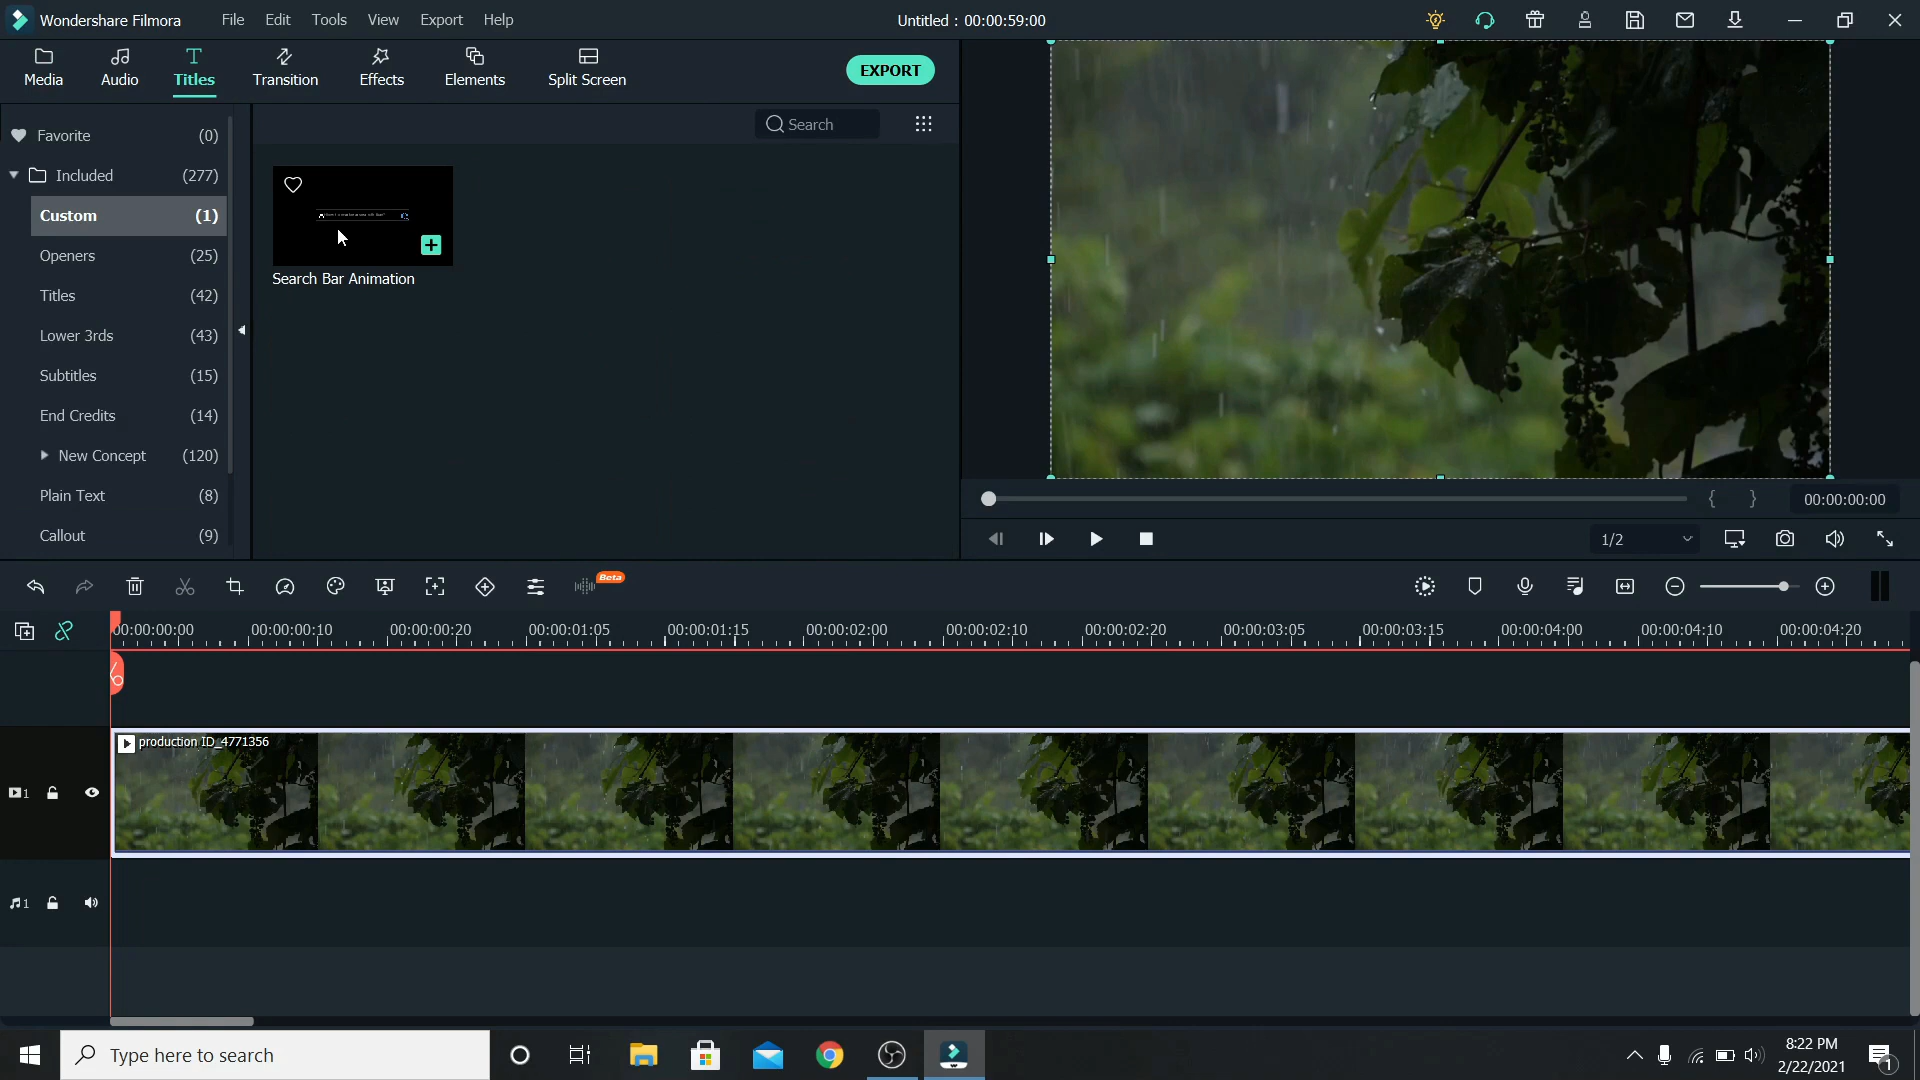 Wondershare Filmora File Edit Tools View Export Help Untitled : 00:00:59:00
Media Audio Titles Transition Effects Elements Split Screen EXPORT
Favorite (0)
Search
Included (277)
Custom (1)
Openers (25)
Search Bar Animation
Titles (42)
Lower 3rds (43)
Subtitles (15)
End Credits (14)
New Concept (120)
Plain Text (8)
Callout (9)
{ } 00:00:00:00
1/2
Beta
00:00:00:00 00:00:00:10 00:00:00:20 00:00:01:05 00:00:01:15 00:00:02:00 00:00:02:10 00:00:02:20 00:00:03:05 00:00:03:15 00:00:04:00 00:00:04:10 00:00:04:20
production ID_4771356
1
1
Type here to search
8:22 PM
2/22/2021
1